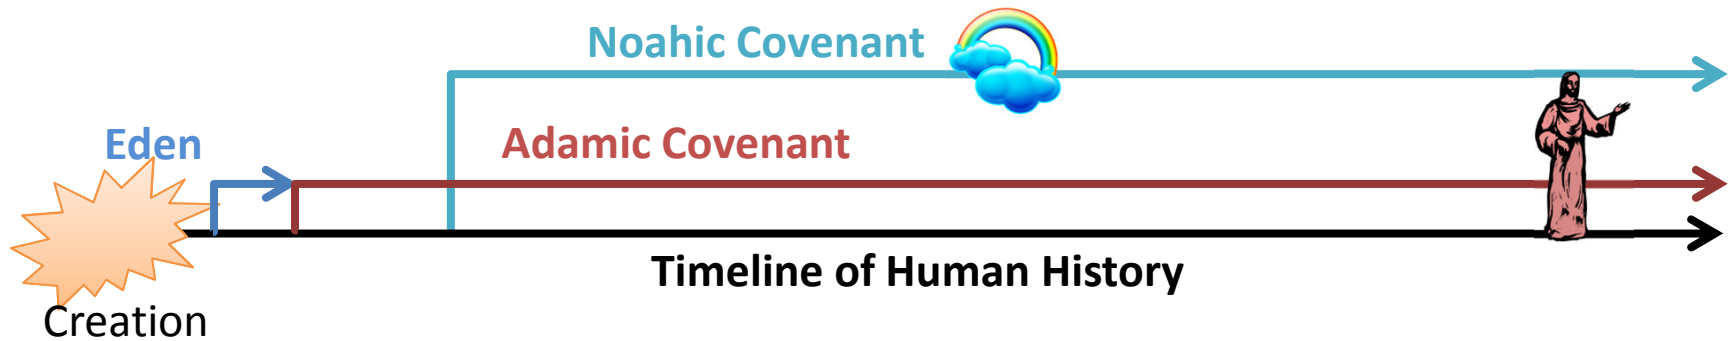 Noahic Covenant
Eden
Adamic Covenant
Timeline of Human History
Creation